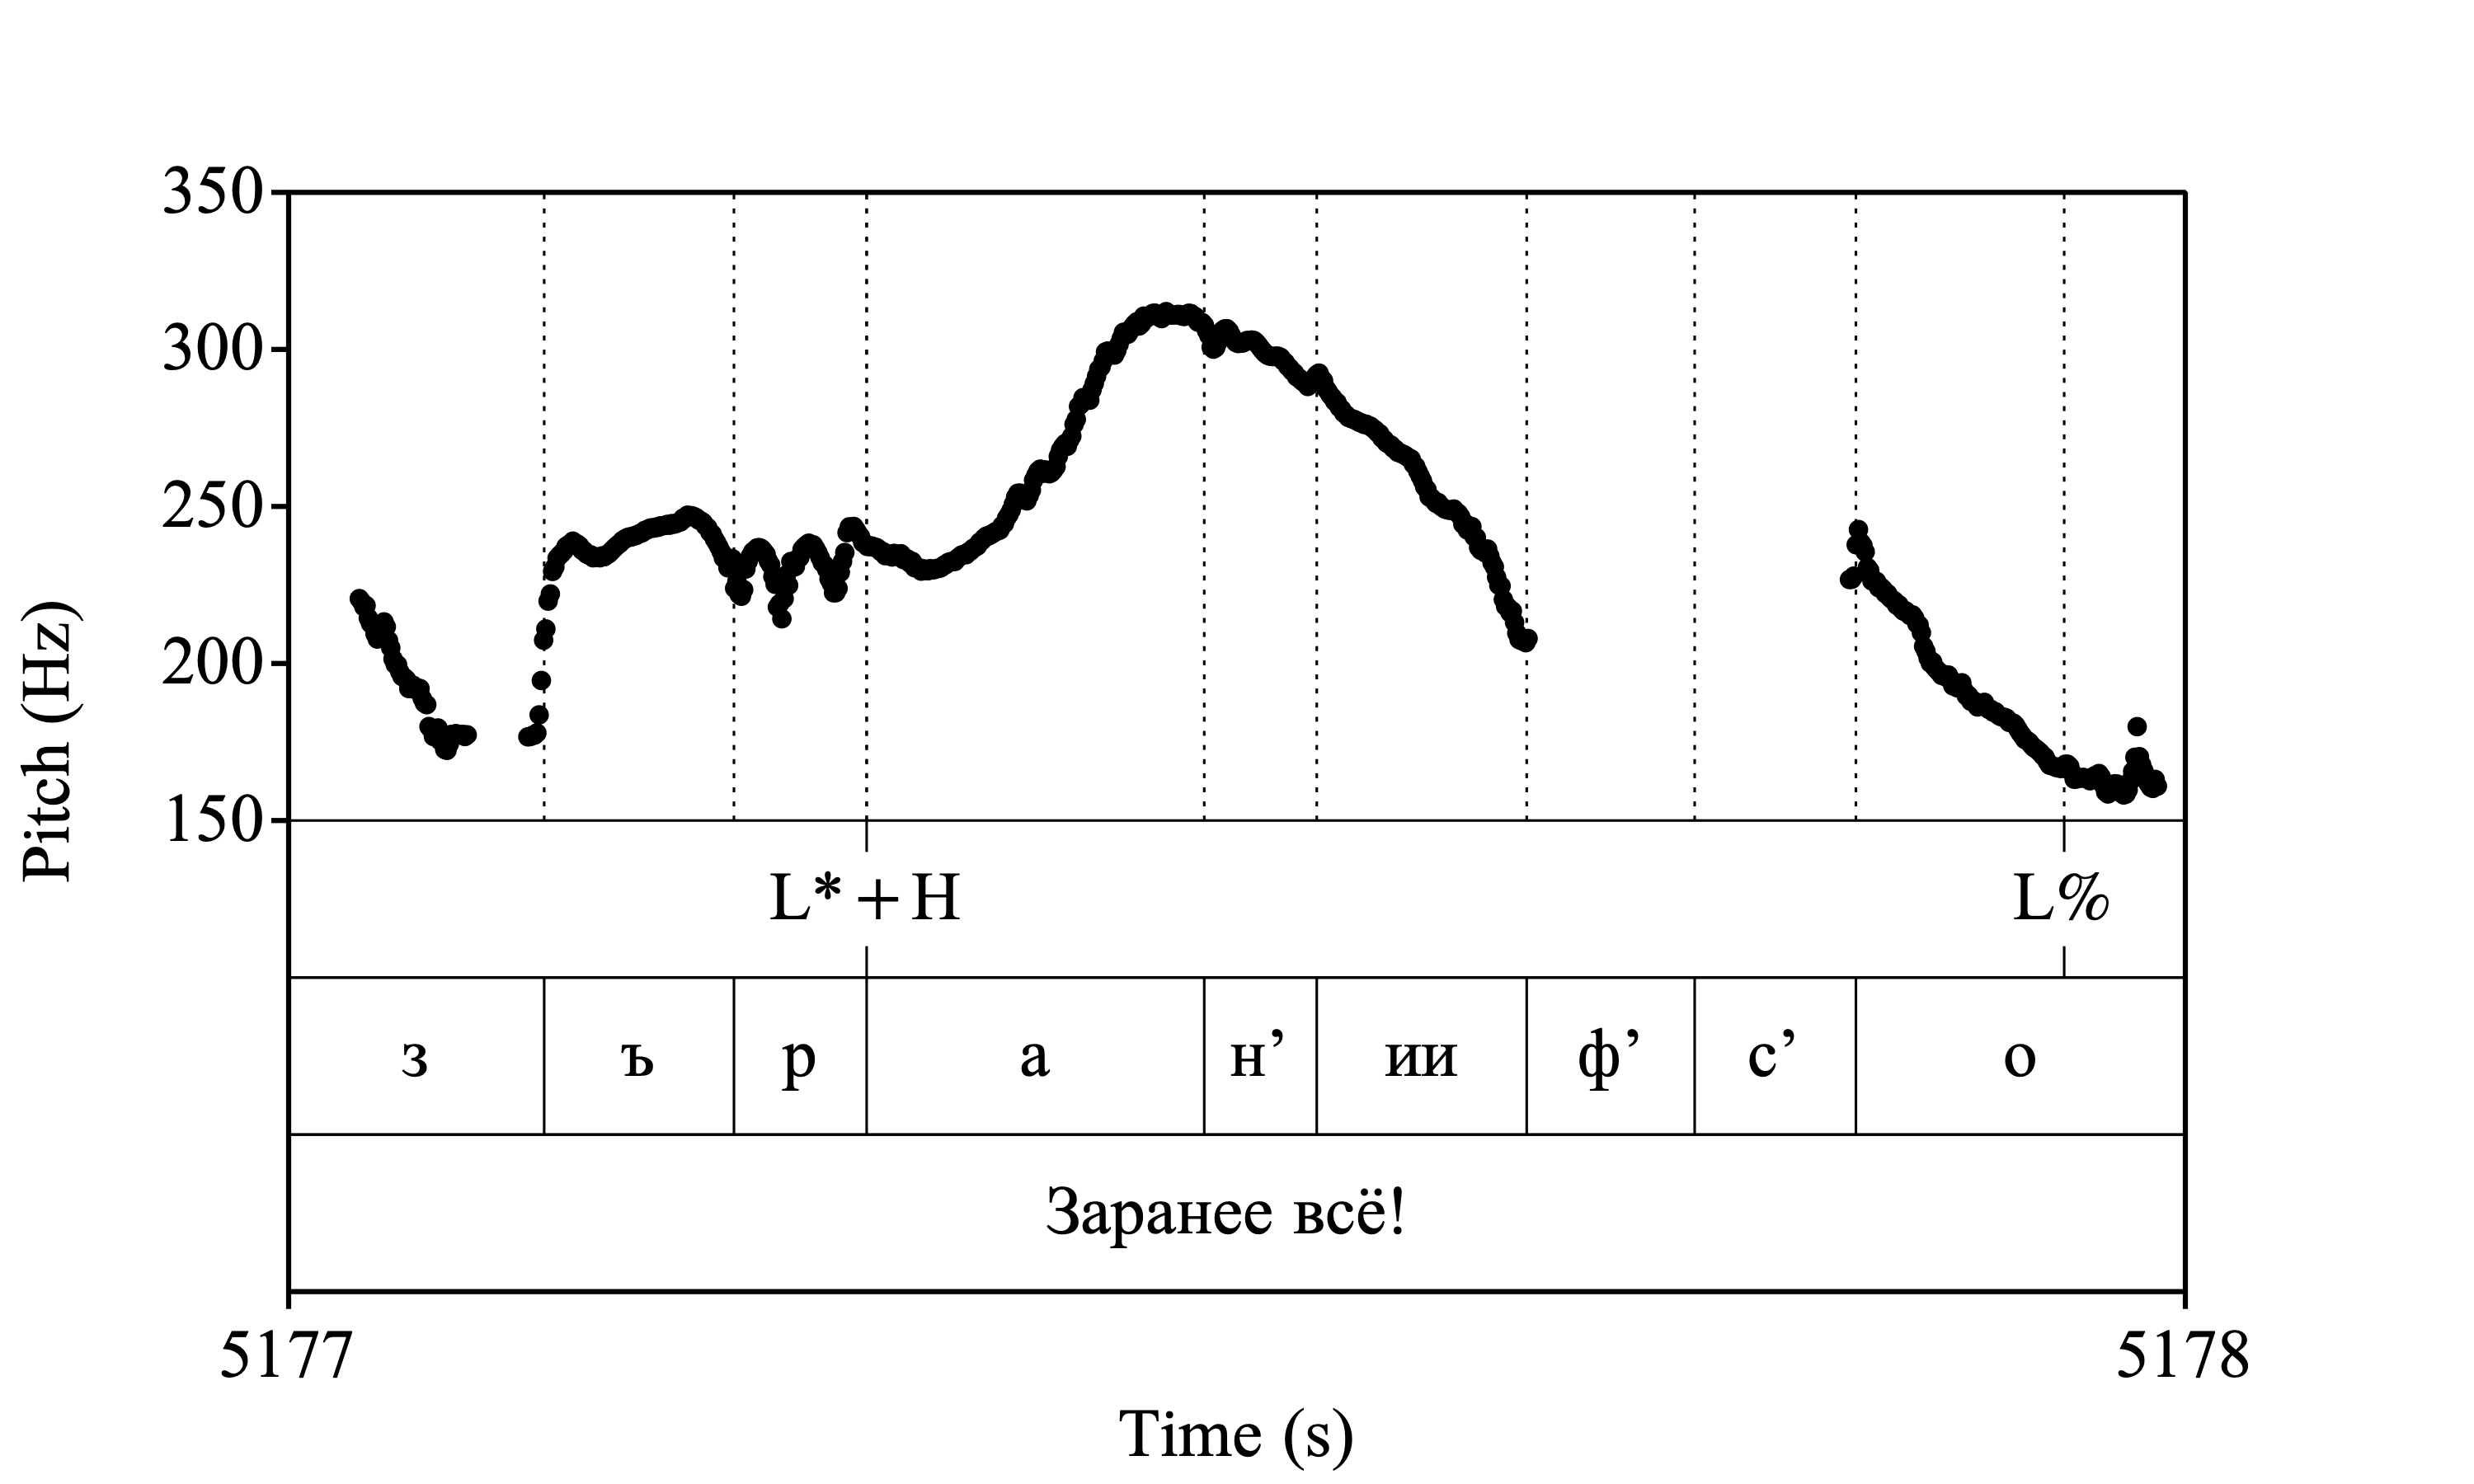 350
300
250
200
150
Pitch (Hz)
L*+H L%
з ъ р а н’ ии ф’ с’ о
Заранее всё!
5177 5178
Time (s)